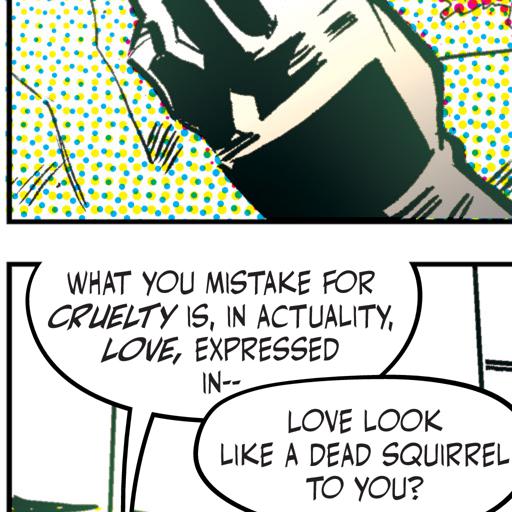 WHAT YOU MISTAKE FOR
CRUELTY IS, IN ACTUALITY,
LOVE, EXPRESSED
IN--
LOVE LOOK
LIKE A DEAD SQUIRREL
TO YOU?